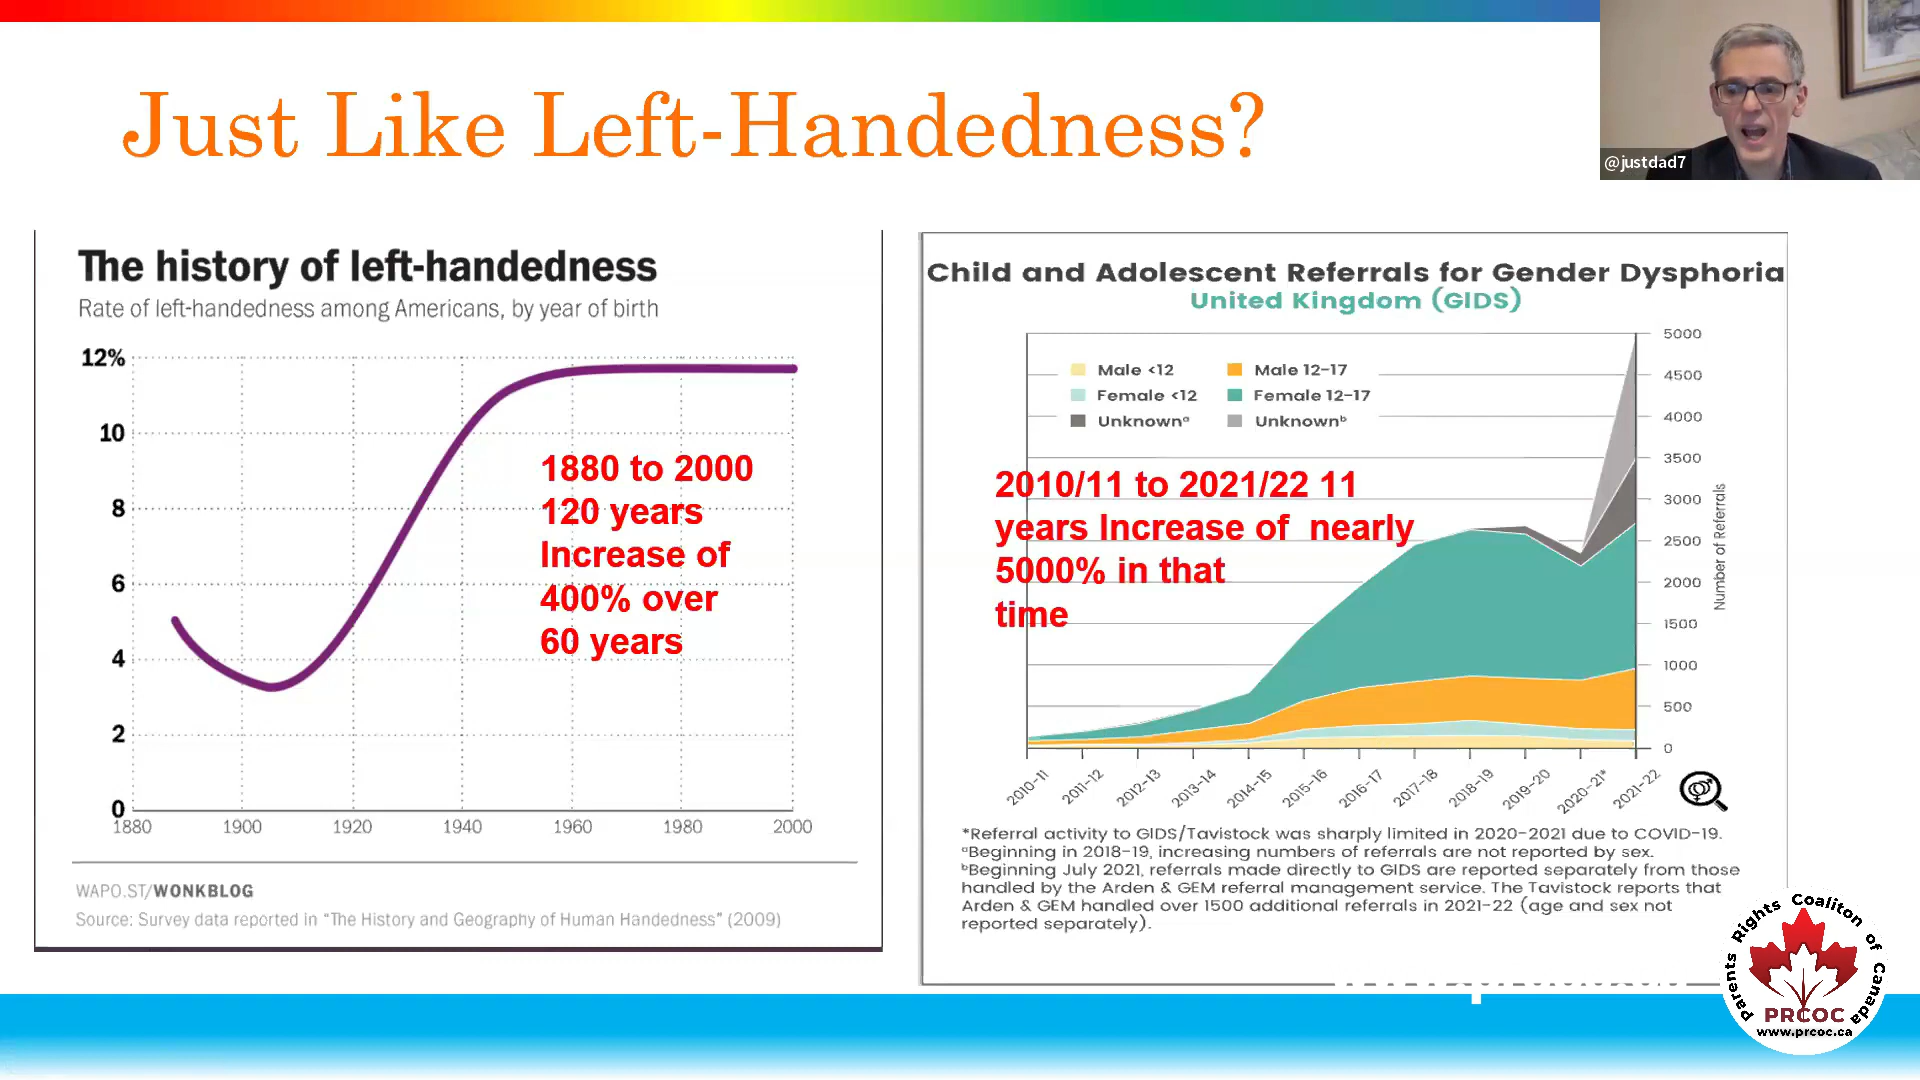 Just Like Left-Handedness?
@justdad7
The history of left-handedness
Rate of left-handedness among Americans, by year of birth
12%
10
8
6
4
2
0
1880 1900 1920 1940 1960 1980 2000
1880 to 2000
120 years
Increase of
400% over
60 years
WAPO.ST/WONKBLOG
Source: Survey data reported in "The History and Geography of Human Handedness" (2009)
Child and Adolescent Referrals for Gender Dysphoria
United Kingdom (GIDS)
Male <12 Male 12-17
Female <12 Female 12-17
Unknownᵃ Unknownᵇ
2010/11 to 2021/22 11
years Increase of nearly
5000% in that
time
5000
4500
4000
3500
3000
2500
2000
1500
1000
500
0
Number of Referrals
2010-11 2011-12 2012-13 2013-14 2014-15 2015-16 2016-17 2017-18 2018-19 2019-20 2020-21* 2021-22
*Referral activity to GIDS/Tavistock was sharply limited in 2020-2021 due to COVID-19.
ᵃBeginning in 2018-19, increasing numbers of referrals are not reported by sex.
ᵇBeginning July 2021, referrals made directly to GIDS are reported separately from those
handled by the Arden & GEM referral management service. The Tavistock reports that
Arden & GEM handled over 1500 additional referrals in 2021-22 (age and sex not
reported separately).
Parents Rights Coaliton of Canada
PRCOC
www.prcoc.ca